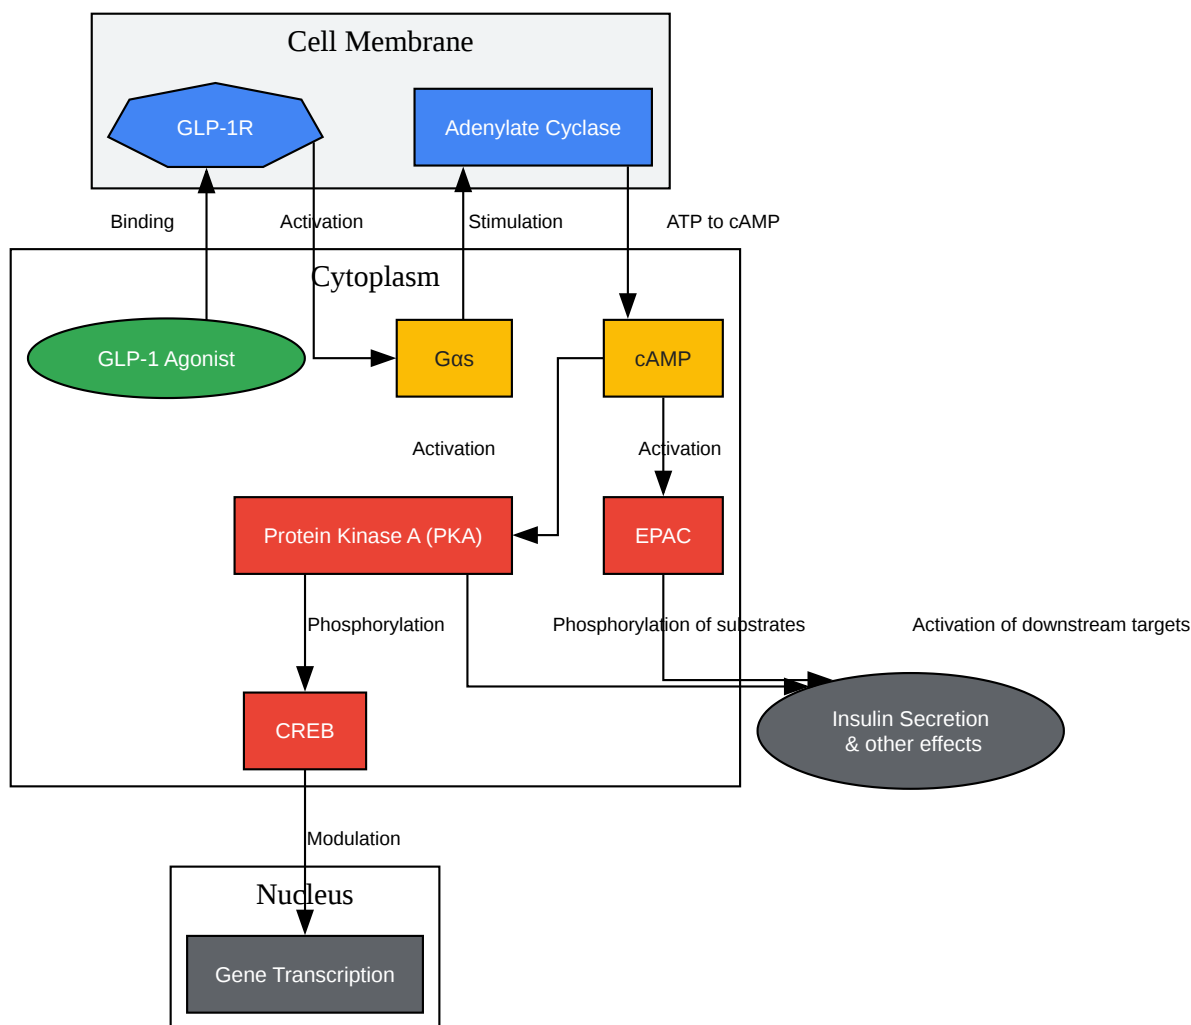 Cell Membrane
GLP-1R
Adenylate Cyclase
Binding
Activation
Stimulation
ATP to cAMP
Cytoplasm
GLP-1 Agonist
Gαs
cAMP
Activation
Activation
Protein Kinase A (PKA)
EPAC
Phosphorylation
Phosphorylation of substrates
Activation of downstream targets
CREB
Insulin Secretion
& other effects
Modulation
Nucleus
Gene Transcription